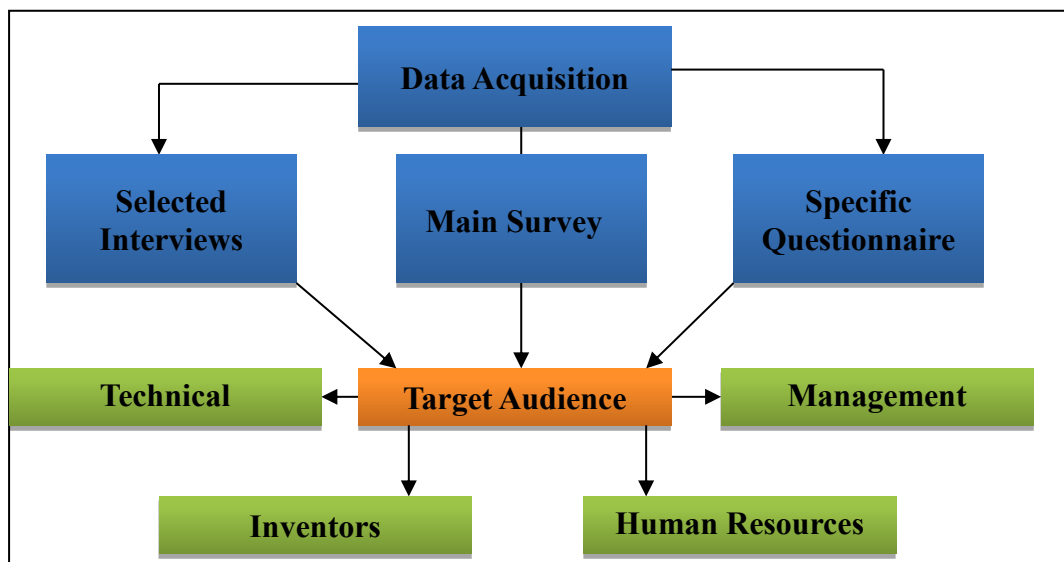 Data Acquisition
Selected
Interviews
Main Survey
Specific
Questionnaire
Technical
Target Audience
Management
Inventors
Human Resources